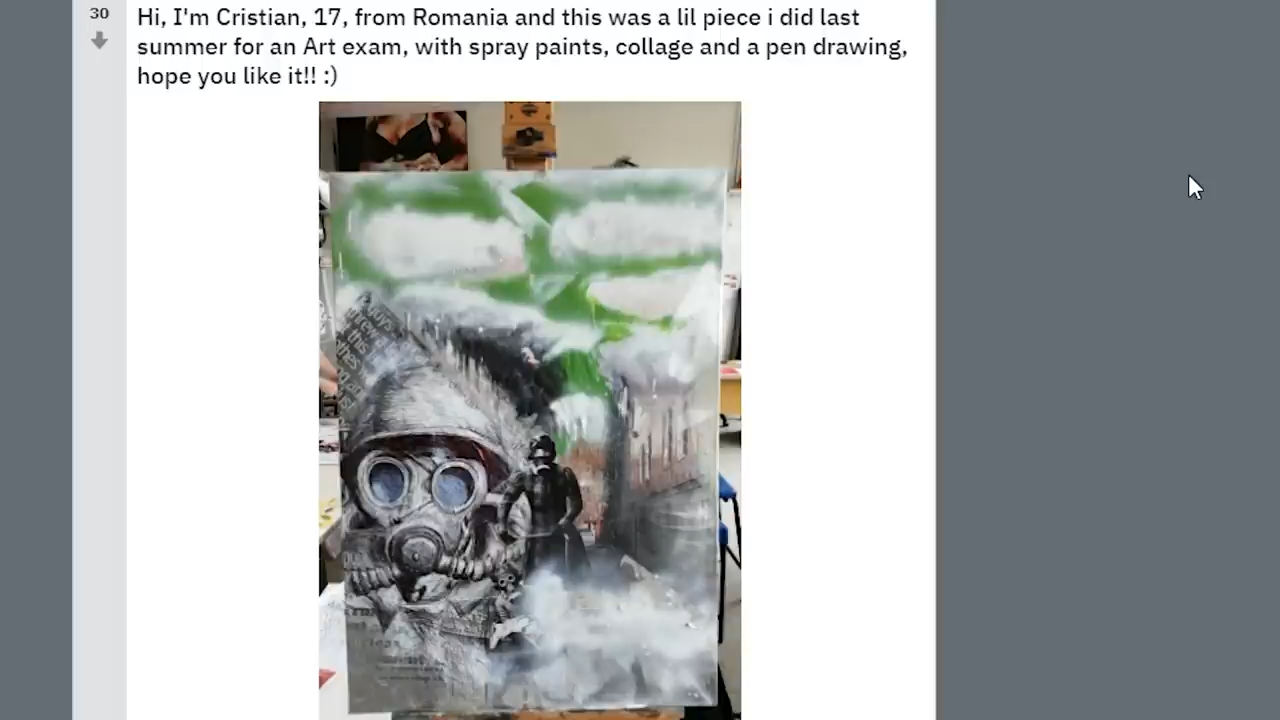 30
Hi, I'm Cristian, 17, from Romania and this was a lil piece i did last
summer for an Art exam, with spray paints, collage and a pen drawing,
hope you like it!! :)